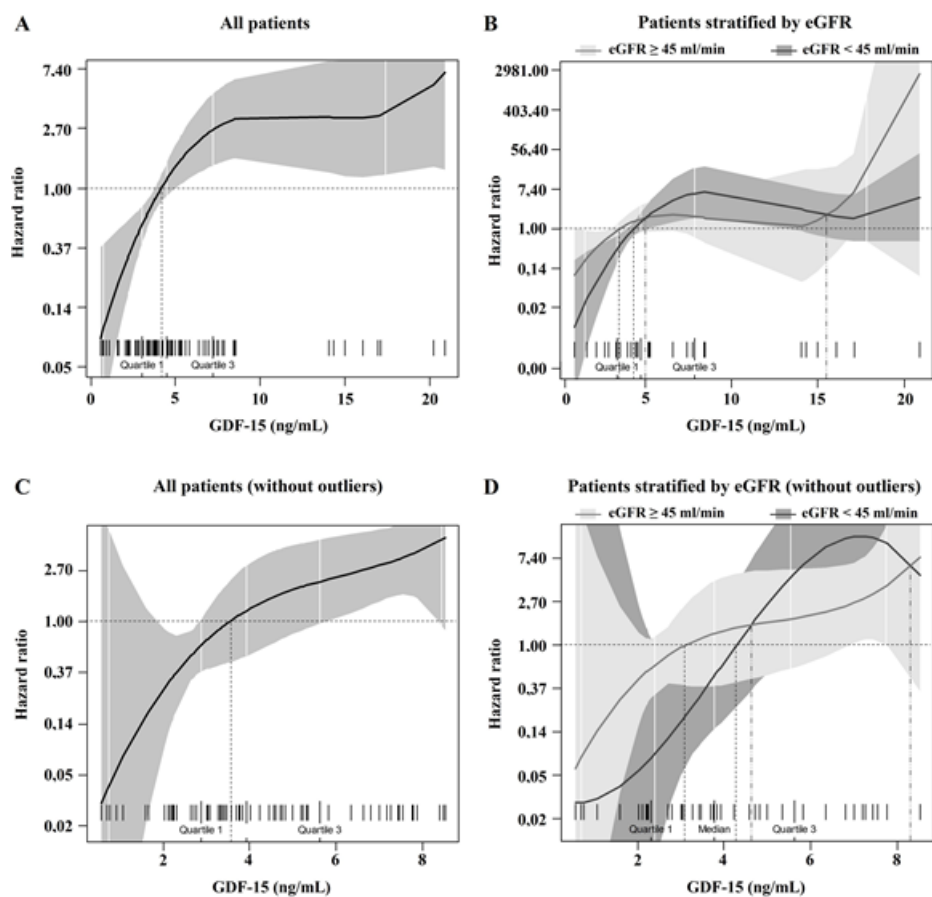 A
All patients
7.40
2.70
1.00
0.37
0.14
0.05
Hazard ratio
Quartile 1
Quartile 3
0
5
10
15
20
GDF-15 (ng/mL)
B
Patients stratified by eGFR
eGFR ≥ 45 ml/min
eGFR < 45 ml/min
2981.00
403.40
56,40
7.40
1.00
0,14
0.02
0,00
Hazard ratio
Quartile 1
Quartile 3
0
5
10
15
20
GDF-15 (ng/mL)
C
All patients (without outliers)
2.70
1.00
0.37
0.14
0.05
0.02
Hazard ratio
Quartile 1
Quartile 3
2
4
6
8
GDF-15 (ng/mL)
D
Patients stratified by eGFR (without outliers)
eGFR ≥ 45 ml/min
eGFR < 45 ml/min
7.40
2.70
1.00
0.37
0.14
0.05
0.02
Hazard ratio
Quartile 1
Median
Quartile 3
2
4
6
8
GDF-15 (ng/mL)